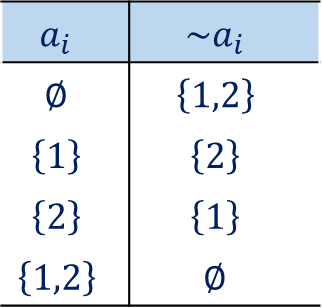 aᵢ ~aᵢ
∅ {1,2}
{1} {2}
{2} {1}
{1,2} ∅